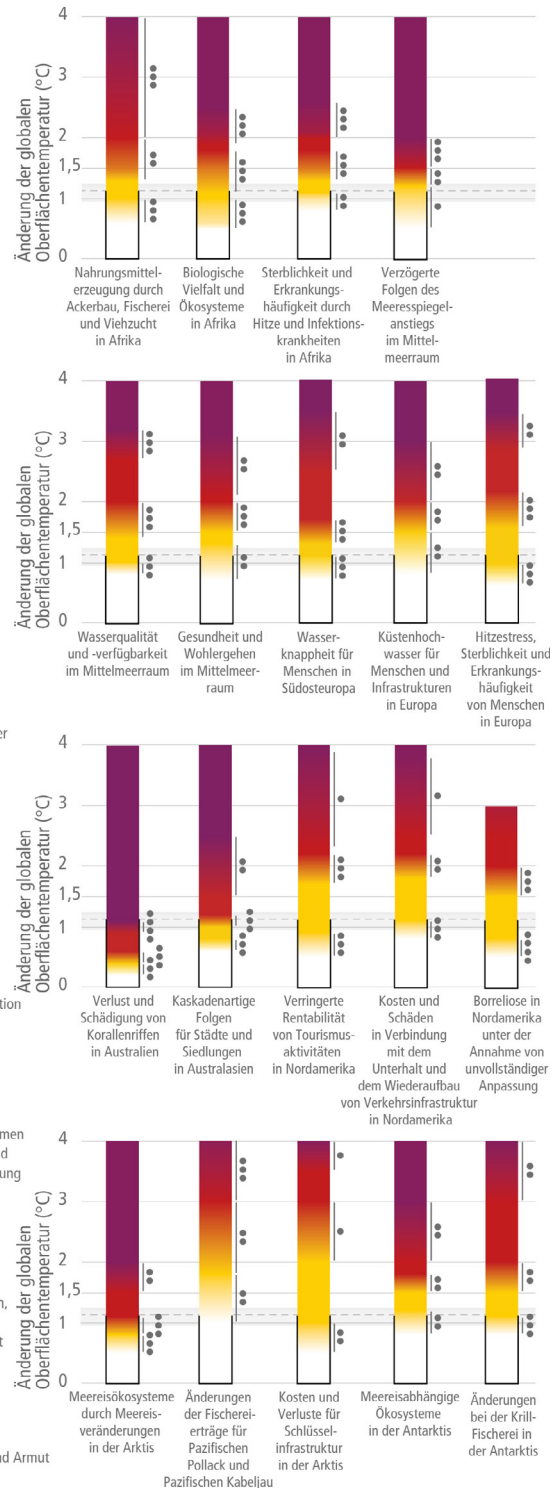 Änderung der globalen
Oberflächentemperatur (°C)
4
3
2
1,5
1
0
Nahrungsmittel-
erzeugung durch
Ackerbau, Fischerei
und Viehzucht
in Afrika
Biologische
Vielfalt und
Ökosysteme
in Afrika
Sterblichkeit und
Erkrankungs-
häufigkeit durch
Hitze und Infektions-
krankheiten
in Afrika
Verzögerte
Folgen des
Meeresspiegel-
anstiegs
im Mittel-
meerraum
Änderung der globalen
Oberflächentemperatur (°C)
4
3
2
1,5
1
0
Wasserqualität
und -verfügbarkeit
im Mittelmeerraum
Gesundheit und
Wohlergehen
im Mittelmeer-
raum
Wasser-
knappheit für
Menschen in
Südosteuropa
Küstenhoch-
wasser für
Menschen und
Infrastrukturen
in Europa
Hitzestress,
Sterblichkeit und
Erkrankungs-
häufigkeit
von Menschen
in Europa
er
Änderung der globalen
Oberflächentemperatur (°C)
4
3
2
1,5
1
0
tion
Verlust und
Schädigung von
Korallenriffen
in Australien
Kaskadenartige
Folgen
für Städte und
Siedlungen
in Australasien
Verringerte
Rentabilität
von Tourismus-
aktivitäten
in Nordamerika
Kosten und
Schäden
in Verbindung
mit dem
Unterhalt und
dem Wiederaufbau
von Verkehrsinfrastruktur
in Nordamerika
Borreliose in
Nordamerika
unter der
Annahme von
unvollständiger
Anpassung
men
d
ung
n,
t
nd Armut
Änderung der globalen
Oberflächentemperatur (°C)
4
3
2
1,5
1
0
Meereisökosysteme
durch Meereis-
veränderungen
in der Arktis
Änderungen
der Fischerei-
erträge für
Pazifischen
Pollack und
Pazifischen Kabeljau
Kosten und
Verluste für
Schlüssel-
infrastruktur
in der Arktis
Meereisabhängige
Ökosysteme
in der Antarktis
Änderungen
bei der Krill-
Fischerei in
der Antarktis